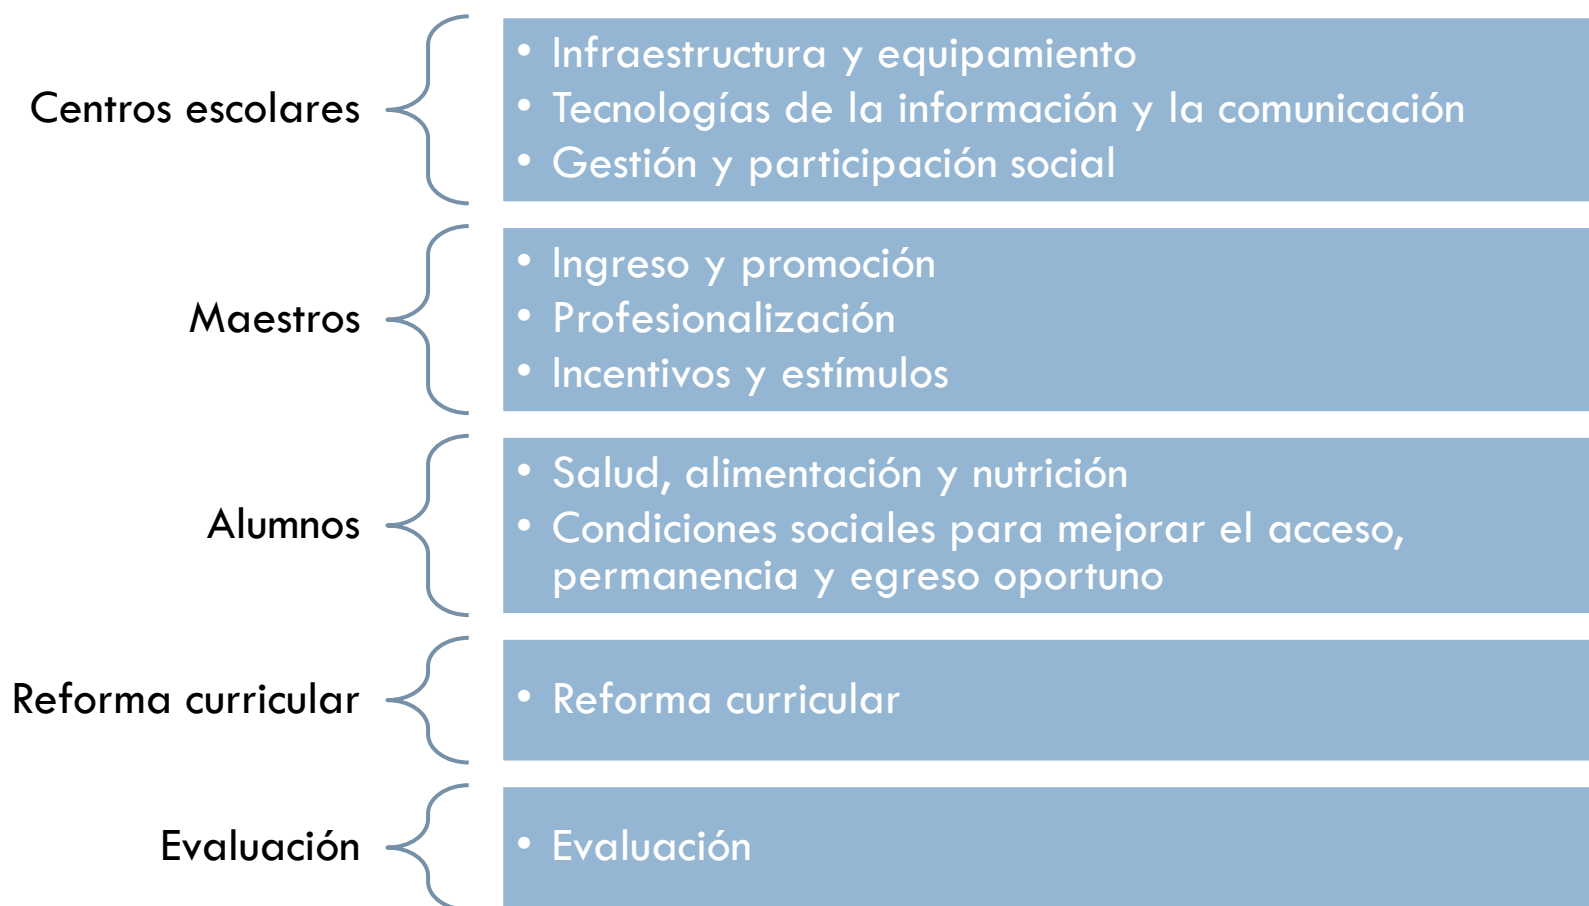 Centros escolares
• Infraestructura y equipamiento
• Tecnologías de la información y la comunicación
• Gestión y participación social
Maestros
• Ingreso y promoción
• Profesionalización
• Incentivos y estímulos
Alumnos
• Salud, alimentación y nutrición
• Condiciones sociales para mejorar el acceso,
permanencia y egreso oportuno
Reforma curricular
• Reforma curricular
Evaluación
• Evaluación